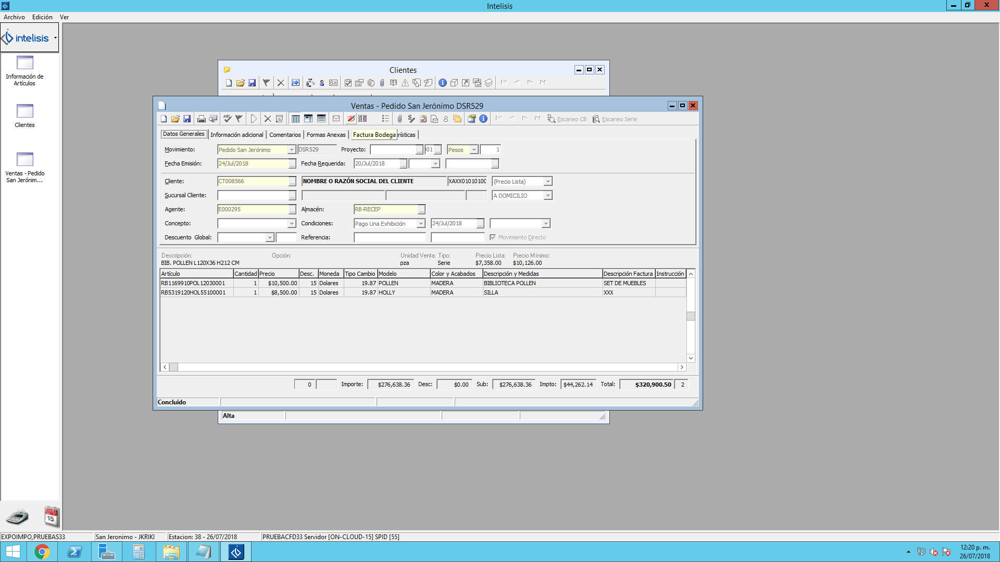 Intelisis
Archivo Edición Ver
intelisis
Información de
Artículos
Clientes
Ventas - Pedido
San Jerónim...
Clientes
Ventas - Pedido San Jerónimo DSR529
Escaneo CB Escaneo Serie
Datos Generales Información adicional Comentarios Formas Anexas Factura Bodega erísticas
Movimiento: Pedido San Jerónimo DSR529 Proyecto: ... 001 ... Pesos 1
Fecha Emisión: 24/Jul/2018 ... Fecha Requerida: 20/Jul/2018 ... ...
Cliente: CT008566 ... NOMBRE O RAZÓN SOCIAL DEL CLIENTE XAXX01010100 (Precio Lista)
Sucursal Cliente: ... A DOMICILIO
Agente: E000295 ... Almacén: RB-RECEP ...
Concepto: Condiciones: Pago Una Exhibición 24/Jul/2018 ...
Descuento Global: Referencia: Movimiento Directo
Descripción: Opción: Unidad Venta: Tipo: Precio Lista: Precio Mínimo:
BIB. POLLEN L120X36 H212 CM pza Serie $7,358.00 $10,126.00
Artículo Cantidad Precio Desc. Moneda Tipo Cambio Modelo Color y Acabados Descripción y Medidas Descripción Factura Instrucción
RB1169910POL12030001 1 $10,500.00 15 Dolares 19.87 POLLEN MADERA BIBLIOTECA POLLEN SET DE MUEBLES
RB5319120HOL55100001 1 $8,500.00 15 Dolares 19.87 HOLLY MADERA SILLA XXX
0 Importe: $276,638.36 Desc: $0.00 Sub: $276,638.36 Impto: $44,262.14 Total: $320,900.50 2
Concluido
Alta
15
EXPOIMPO,PRUEBAS33 San Jeronimo - JKRIKI Estacion: 38 - 26/07/2018 PRUEBACFD33 Servidor [ON-CLOUD-15] SPID [55]
12:20 p. m.
26/07/2018